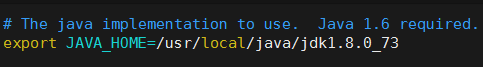 # The java implementation to use.  Java 1.6 required.
export JAVA_HOME=/usr/local/java/jdk1.8.0_73